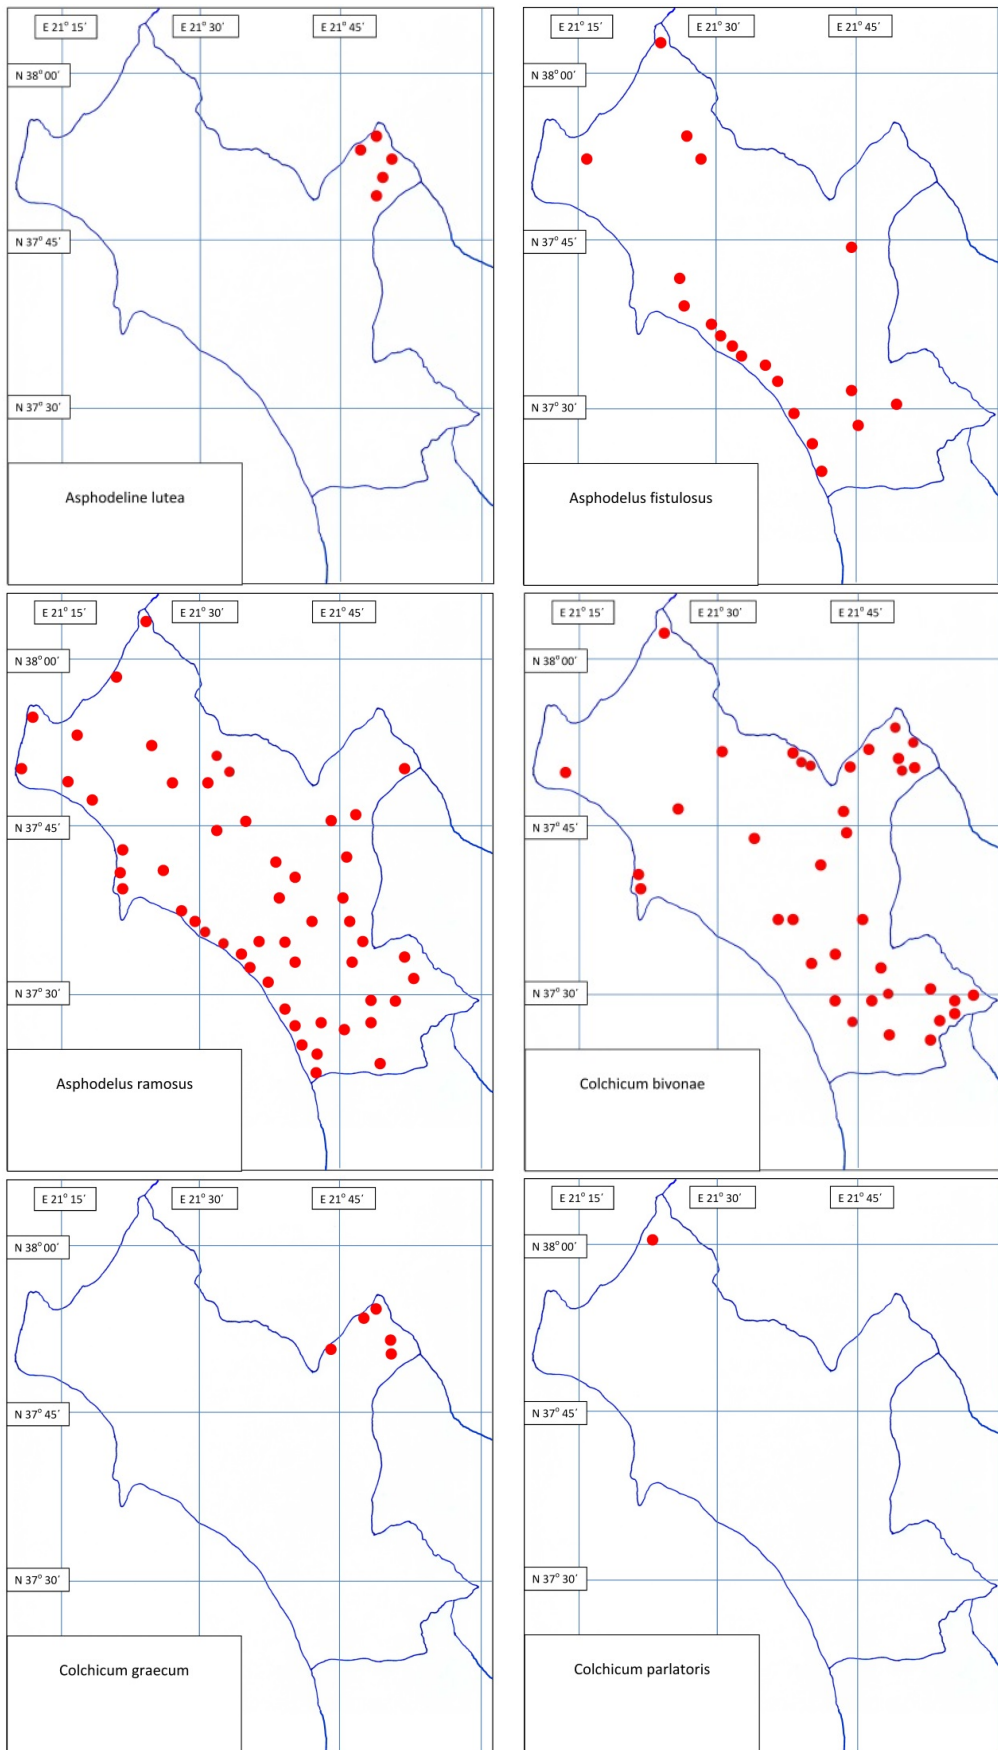 E 21° 15′ E 21° 30′ E 21° 45′
N 38° 00′
N 37° 45′
N 37° 30′
Asphodeline lutea
E 21° 15′ E 21° 30′ E 21° 45′
N 38° 00′
N 37° 45′
N 37° 30′
Asphodelus fistulosus
E 21° 15′ E 21° 30′ E 21° 45′
N 38° 00′
N 37° 45′
N 37° 30′
Asphodelus ramosus
E 21° 15′ E 21° 30′ E 21° 45′
N 38° 00′
N 37° 45′
N 37° 30′
Colchicum bivonae
E 21° 15′ E 21° 30′ E 21° 45′
N 38° 00′
N 37° 45′
N 37° 30′
Colchicum graecum
E 21° 15′ E 21° 30′ E 21° 45′
N 38° 00′
N 37° 45′
N 37° 30′
Colchicum parlatoris